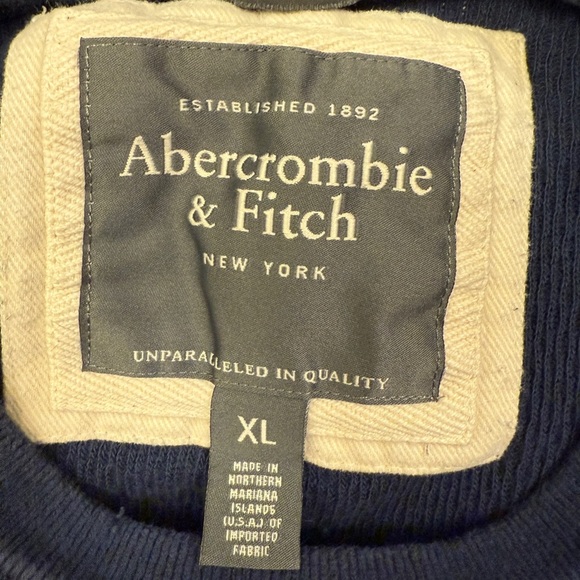 ESTABLISHED 1892
Abercrombie
& Fitch
NEW YORK
UNPARALLELED IN QUALITY
XL
MADE IN
NORTHERN
MARIANA
ISLANDS
(U.S.A.) OF
IMPORTED
FABRIC